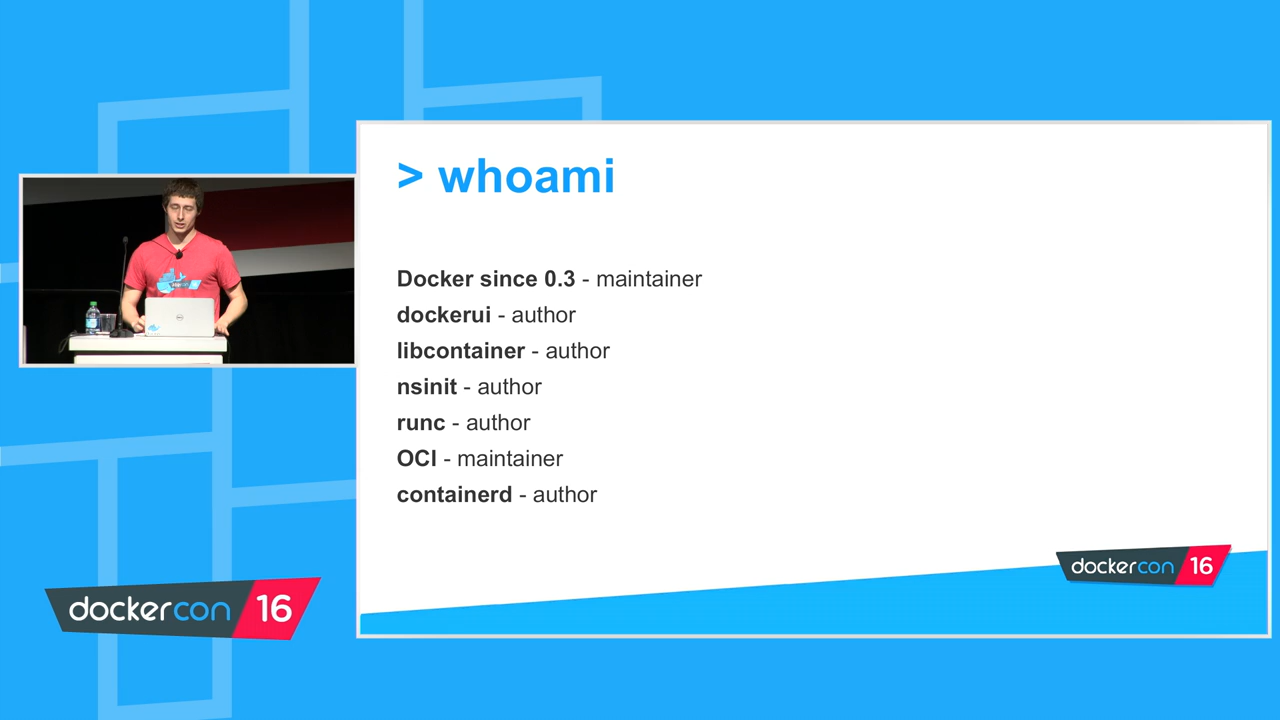 > whoami
Docker since 0.3 - maintainer
dockerui - author
libcontainer - author
nsinit - author
runc - author
OCI - maintainer
containerd - author
dockercon 16
dockercon 16